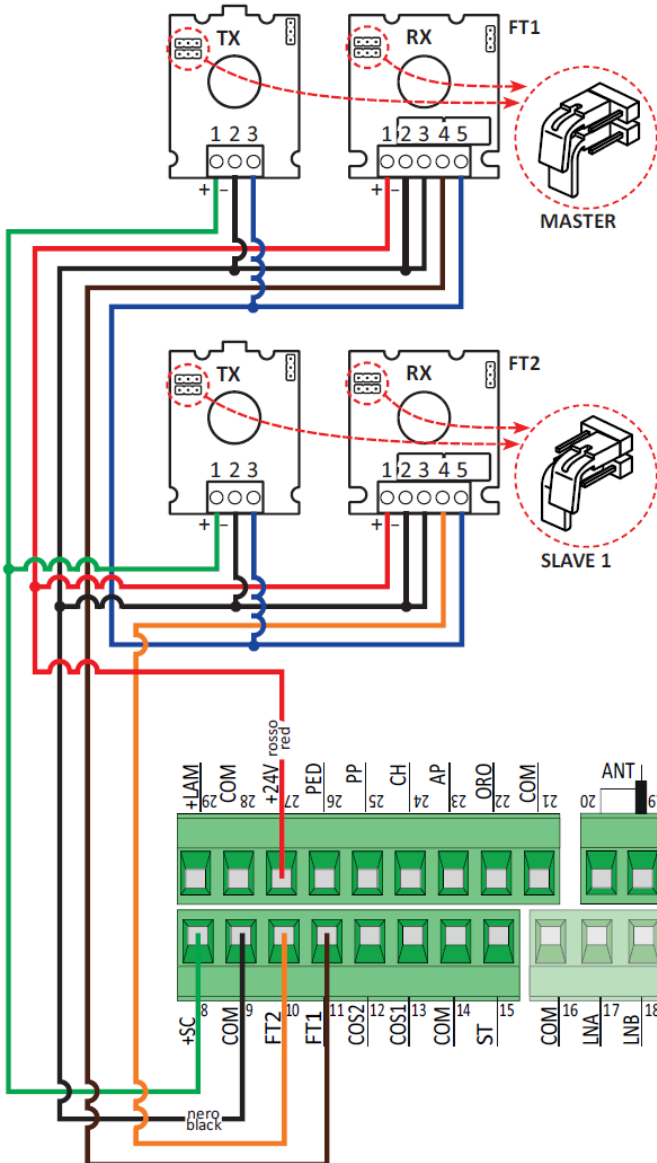 TX
RX
FT1
1 2 3
1 2 3 4 5
+ –
+ –
MASTER
TX
RX
FT2
1 2 3
1 2 3 4 5
+ –
+ –
SLAVE 1
rosso
red
+LAM 29
COM 28
+24V 27
PED 26
PP 25
CH 24
AP 23
ORO 22
COM 21
ANT
20
+SC 8
COM 9
FT2 10
FT1 11
COS2 12
COS1 13
COM 14
ST 15
COM 16
LNA 17
LNB 18
nero
black